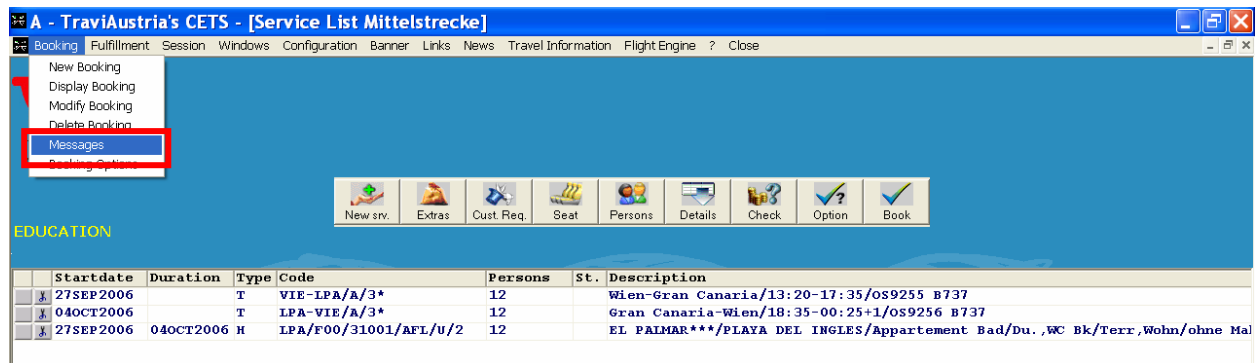 A - TraviAustria's CETS - [Service List Mittelstrecke]
Booking Fulfillment Session Windows Configuration Banner Links News Travel Information Flight Engine ? Close
New Booking
Display Booking
Modify Booking
Delete Booking
Messages
Booking Options
New srv. Extras Cust. Req. Seat Persons Details Check Option Book
EDUCATION
Startdate Duration Type Code Persons St. Description
27SEP2006 T VIE-LPA/A/3* 12 Wien-Gran Canaria/13:20-17:35/OS9255 B737
04OCT2006 T LPA-VIE/A/3* 12 Gran Canaria-Wien/18:35-00:25+1/OS9256 B737
27SEP2006 04OCT2006 H LPA/F00/31001/AFL/U/2 12 EL PALMAR***/PLAYA DEL INGLES/Appartement Bad/Du.,WC Bk/Terr,Wohn/ohne Mal